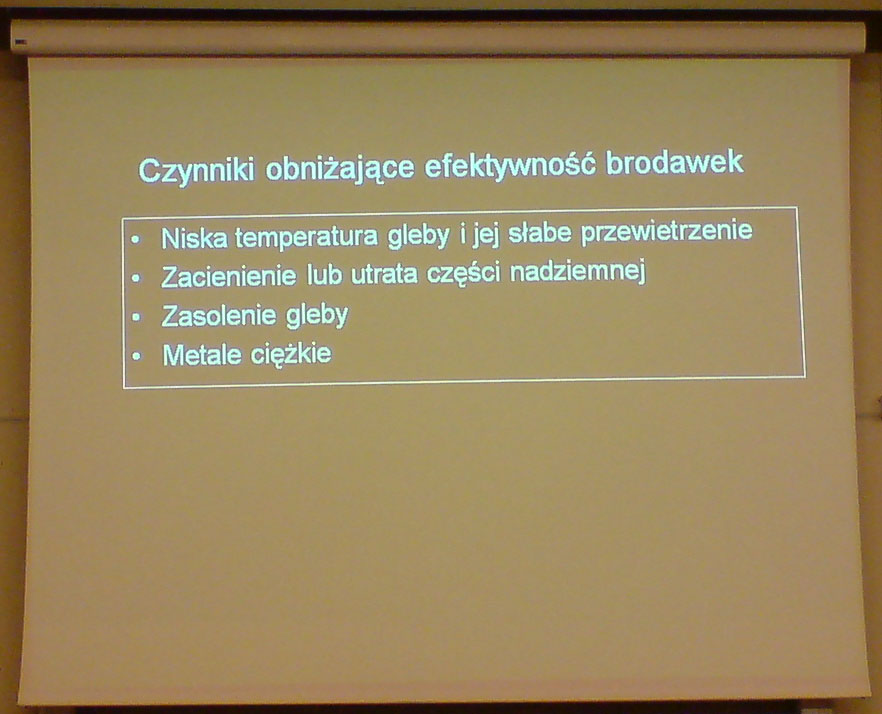 Czynniki obniżające efektywność brodawek
• Niska temperatura gleby i jej słabe przewietrzenie
• Zacienienie lub utrata części nadziemnej
• Zasolenie gleby
• Metale ciężkie